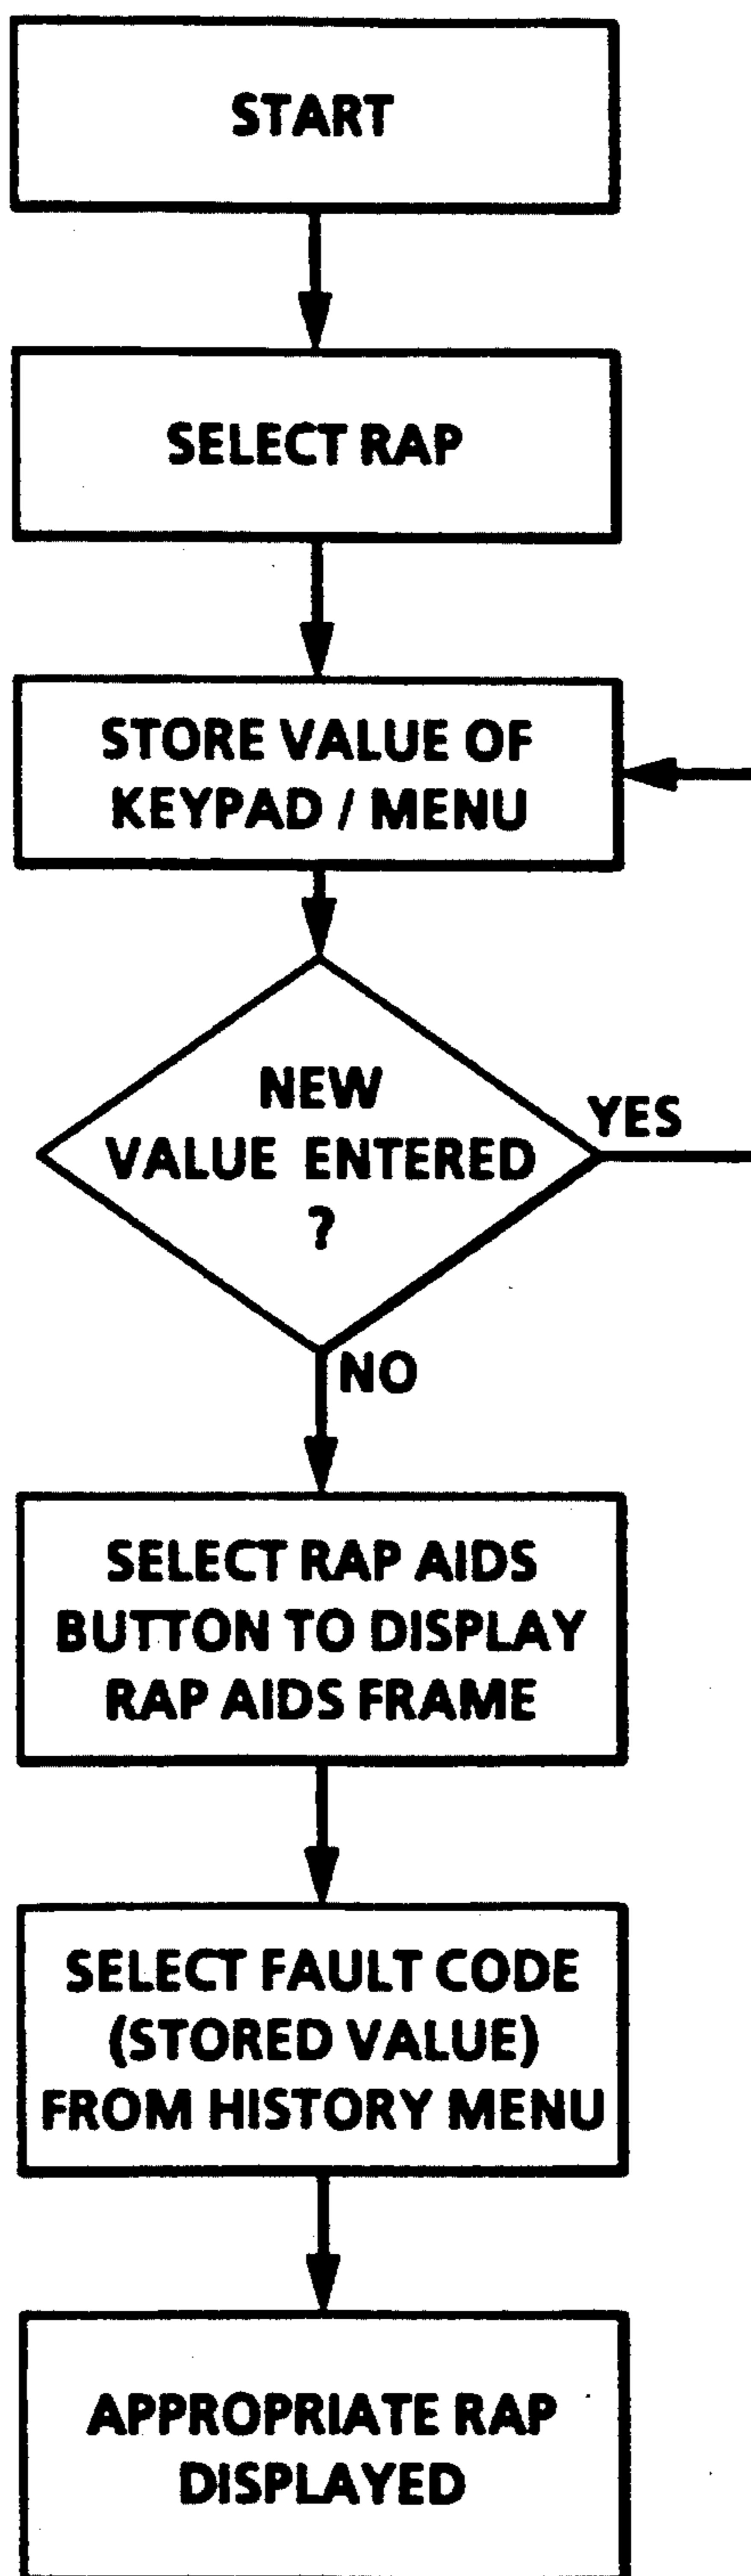 START
SELECT RAP
STORE VALUE OF
KEYPAD / MENU
NEW
VALUE ENTERED
?
YES
NO
SELECT RAP AIDS
BUTTON TO DISPLAY
RAP AIDS FRAME
SELECT FAULT CODE
(STORED VALUE)
FROM HISTORY MENU
APPROPRIATE RAP
DISPLAYED